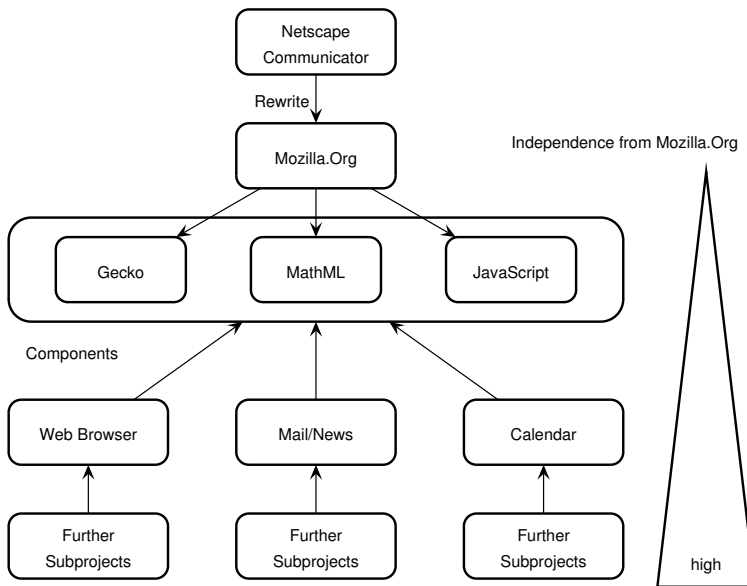 Netscape
Communicator
Rewrite
Mozilla.Org
Independence from Mozilla.Org
Gecko
MathML
JavaScript
Components
Web Browser
Mail/News
Calendar
Further
Subprojects
Further
Subprojects
Further
Subprojects
high